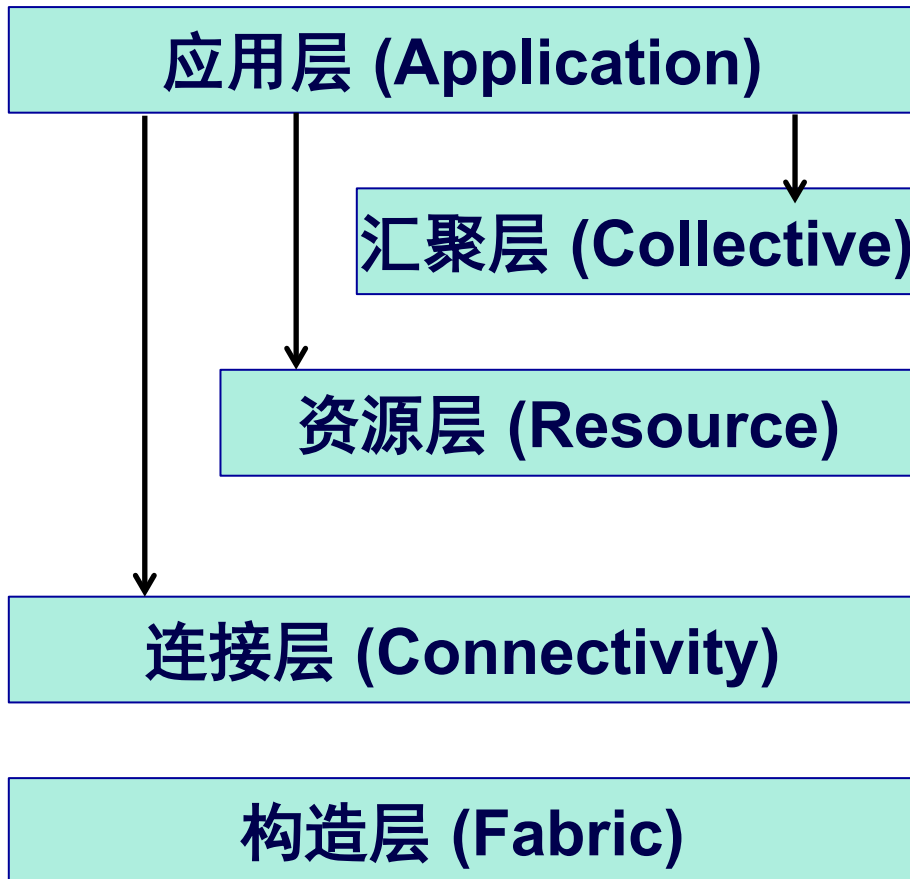 应用层 (Application)
汇聚层 (Collective)
资源层 (Resource)
连接层 (Connectivity)
构造层 (Fabric)